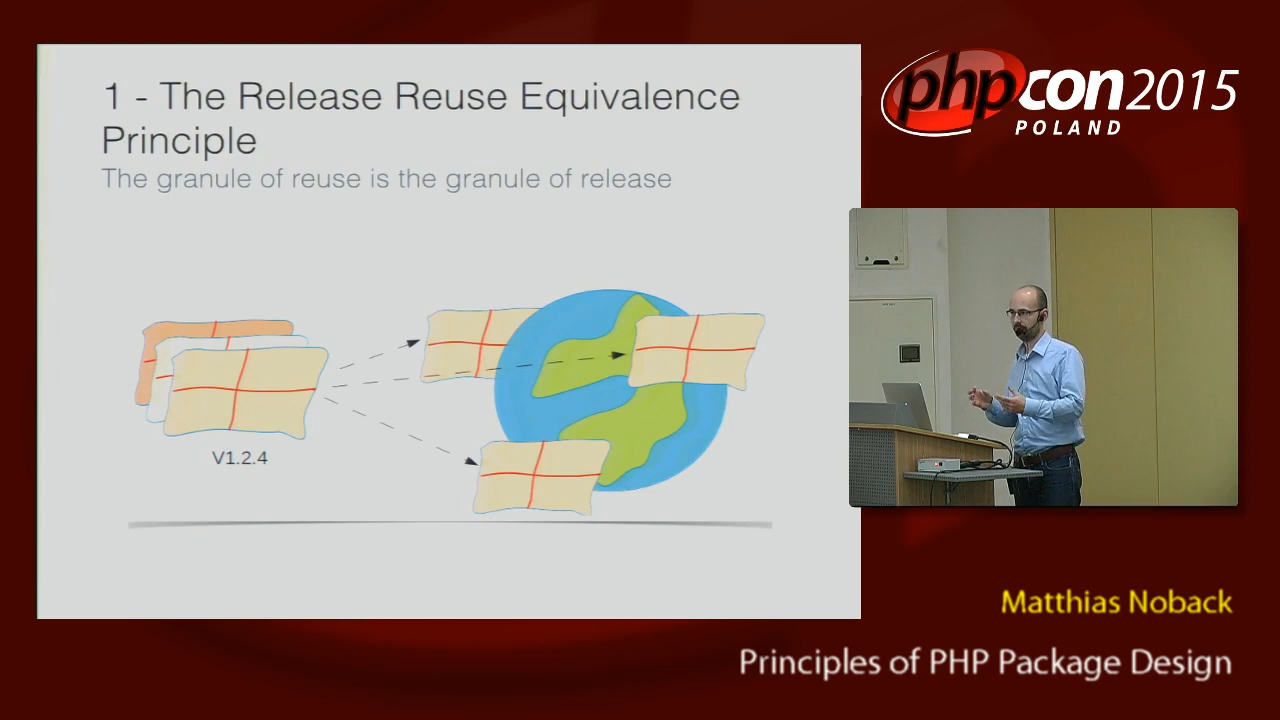 1 - The Release Reuse Equivalence
Principle
The granule of reuse is the granule of release
V1.2.4
phpcon2015
POLAND
Matthias Noback
Principles of PHP Package Design